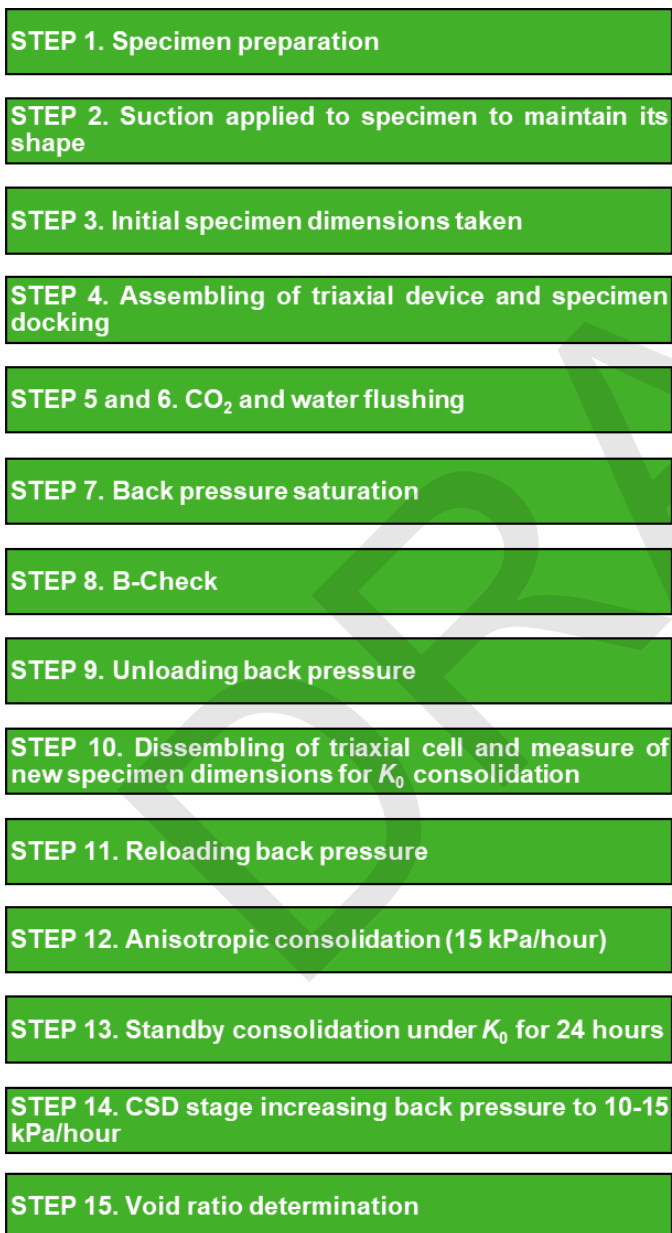 STEP 1. Specimen preparation
STEP 2. Suction applied to specimen to maintain its
shape
STEP 3. Initial specimen dimensions taken
STEP 4. Assembling of triaxial device and specimen
docking
STEP 5 and 6. CO₂ and water flushing
STEP 7. Back pressure saturation
STEP 8. B-Check
STEP 9. Unloading back pressure
STEP 10. Dissembling of triaxial cell and measure of
new specimen dimensions for K₀ consolidation
STEP 11. Reloading back pressure
STEP 12. Anisotropic consolidation (15 kPa/hour)
STEP 13. Standby consolidation under K₀ for 24 hours
STEP 14. CSD stage increasing back pressure to 10-15
kPa/hour
STEP 15. Void ratio determination
DRA